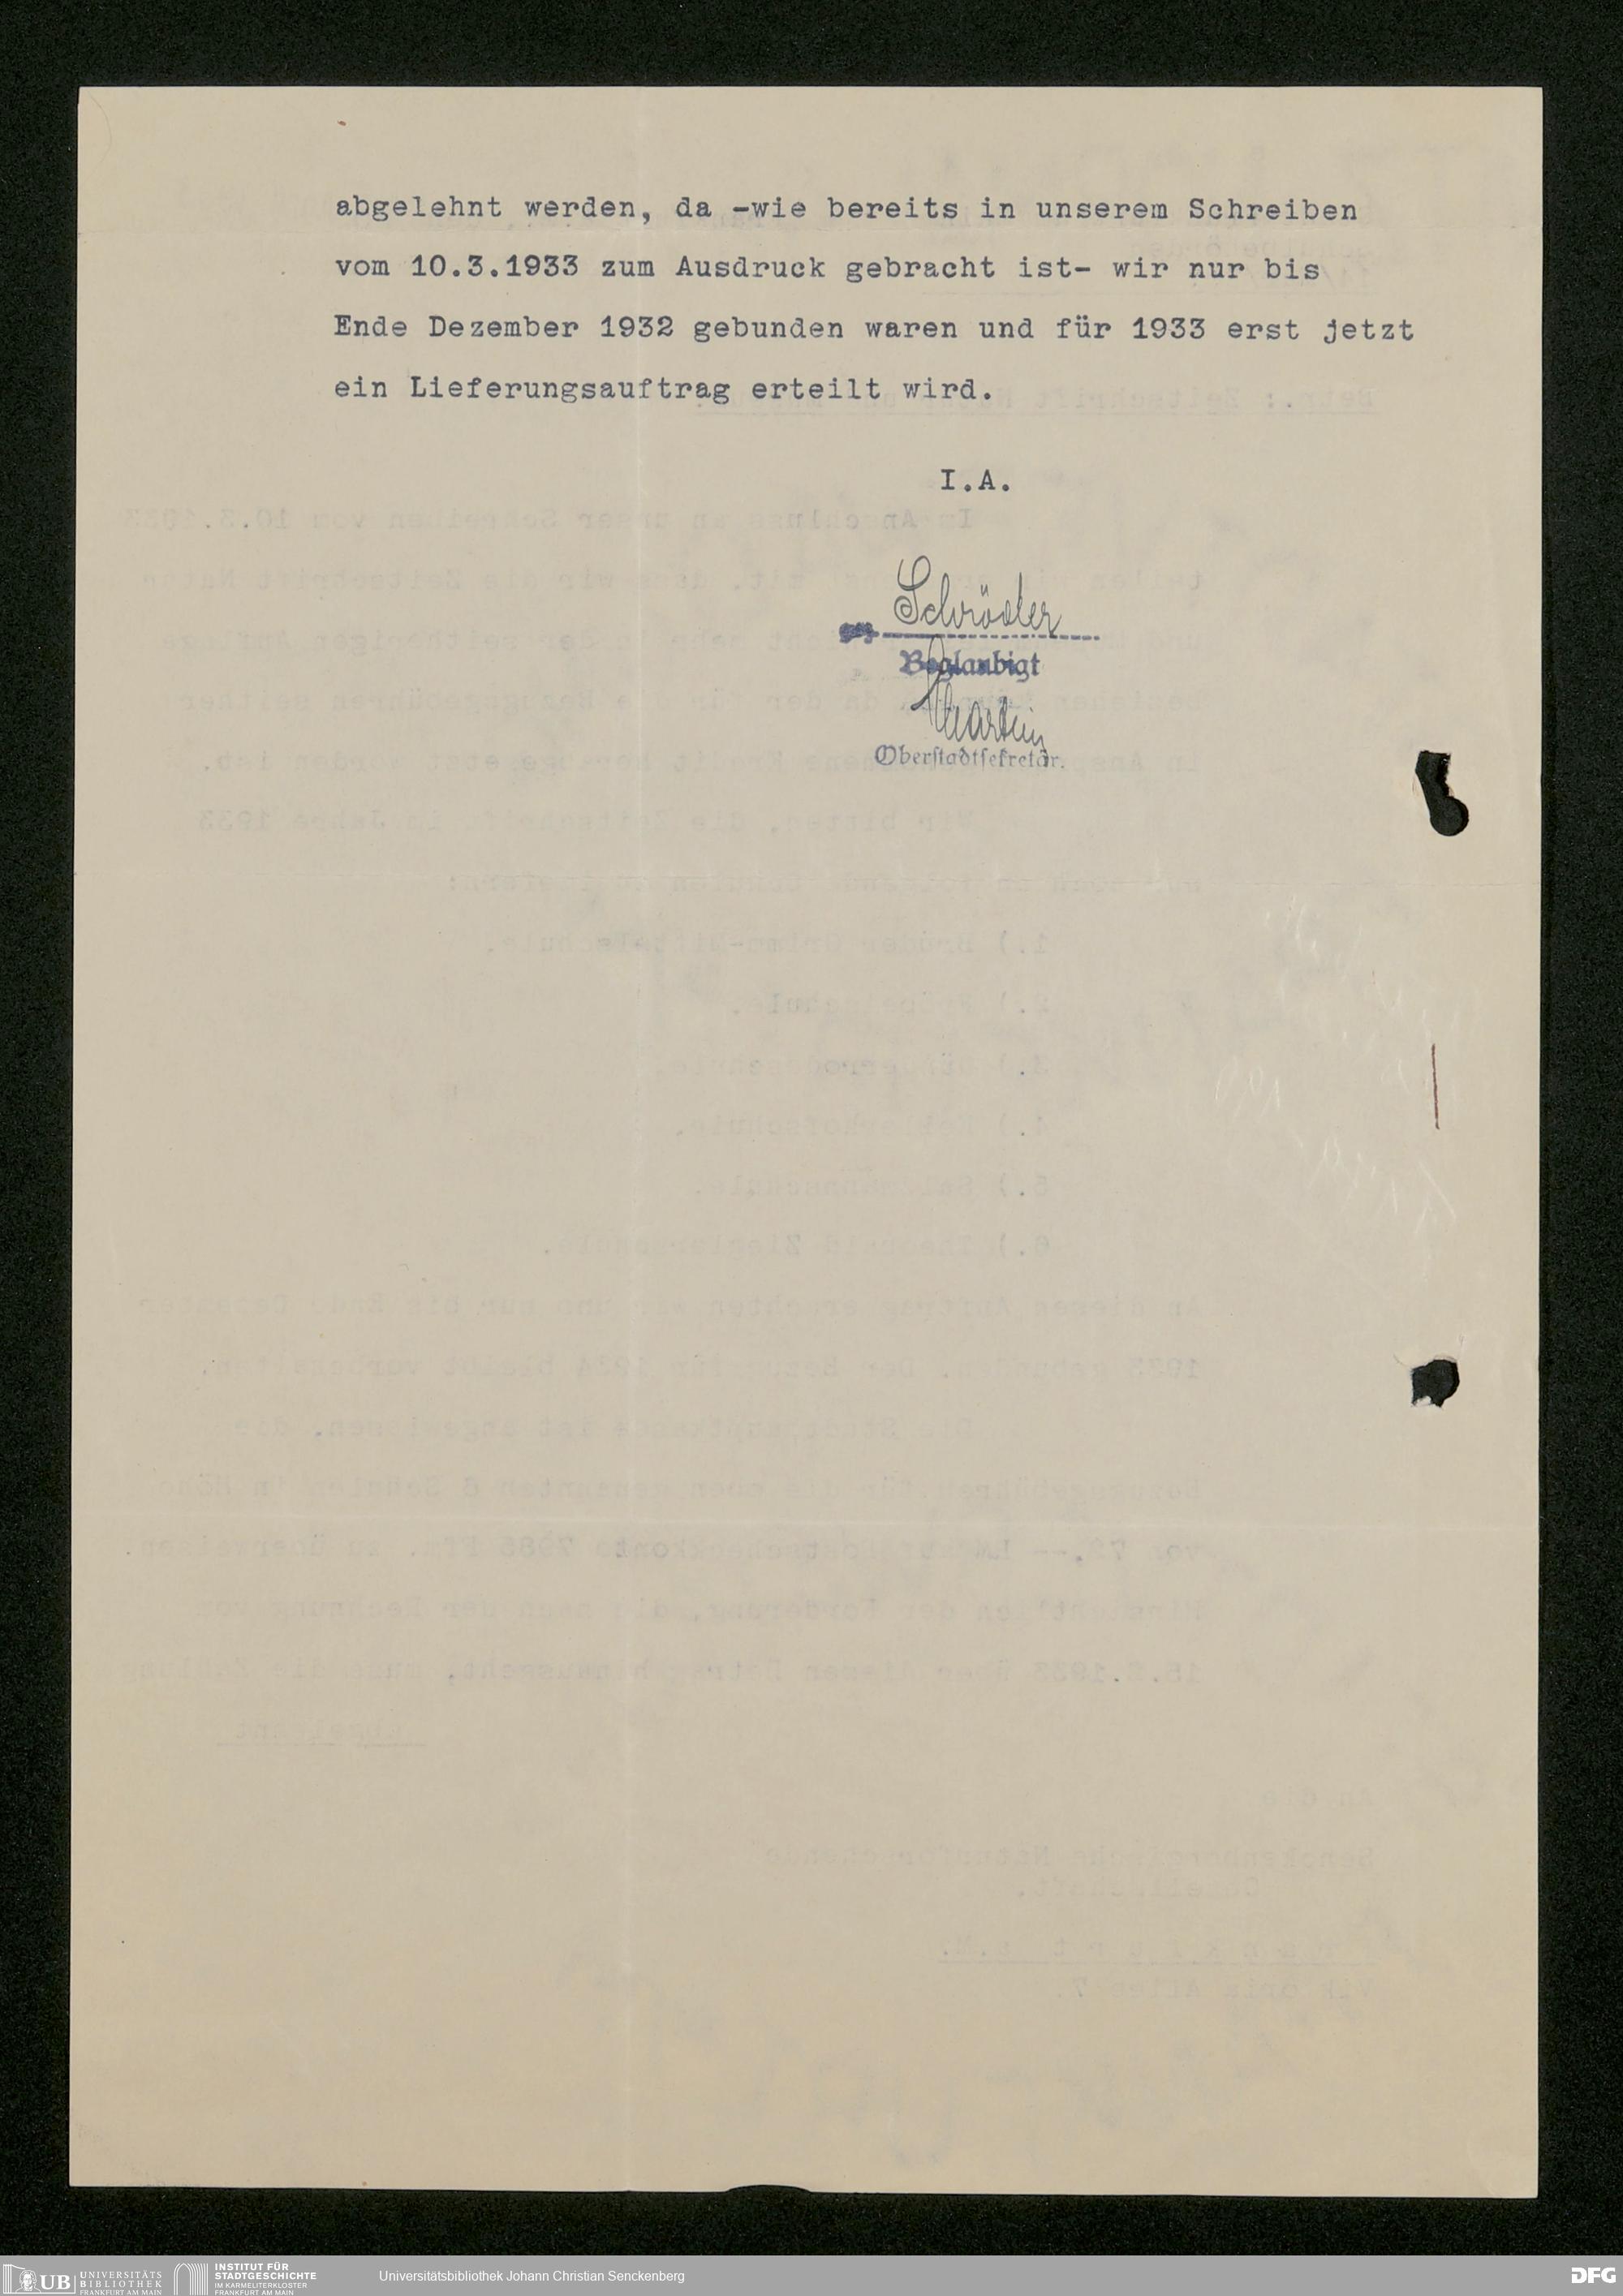 abgelehnt werden, da -wie bereits in unserem Schreiben
vom 10.3.1933 zum Ausdruck gebracht ist- wir nur bis
Ende Dezember 1932 gebunden waren und für 1933 erst jetzt
ein Lieferungsauftrag erteilt wird.
I.A.
gez. Schröder
Beglaubigt
Martin
Oberstadtsekretär.
UB UNIVERSITÄTS
BIBLIOTHEK
FRANKFURT AM MAIN
INSTITUT FÜR
STADTGESCHICHTE
IM KARMELITERKLOSTER
FRANKFURT AM MAIN
Universitätsbibliothek Johann Christian Senckenberg
DFG